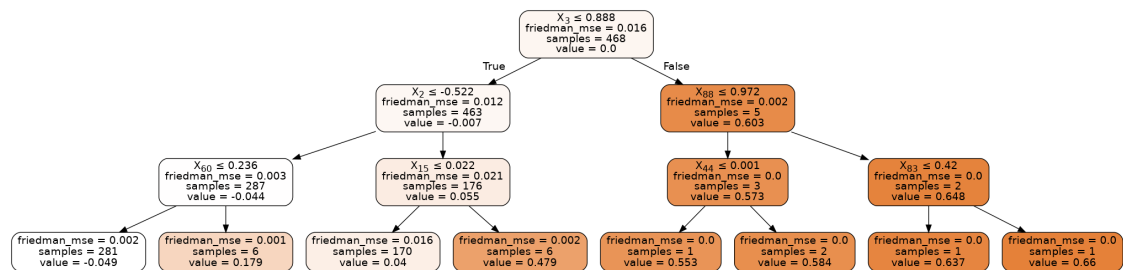 X3 ≤ 0.888
friedman_mse = 0.016
samples = 468
value = 0.0
True
False
X2 ≤ -0.522
friedman_mse = 0.012
samples = 463
value = -0.007
X88 ≤ 0.972
friedman_mse = 0.002
samples = 5
value = 0.603
X60 ≤ 0.236
friedman_mse = 0.003
samples = 287
value = -0.044
X15 ≤ 0.022
friedman_mse = 0.021
samples = 176
value = 0.055
X44 ≤ 0.001
friedman_mse = 0.0
samples = 3
value = 0.573
X83 ≤ 0.42
friedman_mse = 0.0
samples = 2
value = 0.648
friedman_mse = 0.002
samples = 281
value = -0.049
friedman_mse = 0.001
samples = 6
value = 0.179
friedman_mse = 0.016
samples = 170
value = 0.04
friedman_mse = 0.002
samples = 6
value = 0.479
friedman_mse = 0.0
samples = 1
value = 0.553
friedman_mse = 0.0
samples = 2
value = 0.584
friedman_mse = 0.0
samples = 1
value = 0.637
friedman_mse = 0.0
samples = 1
value = 0.66